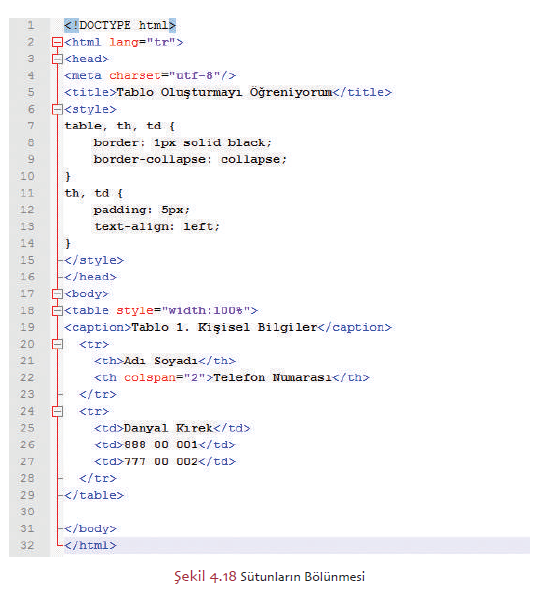 1 <!DOCTYPE html>
2 <html lang="tr">
3 <head>
4 <meta charset="utf-8"/>
5 <title>Tablo Oluşturmayı Öğreniyorum</title>
6 <style>
7 table, th, td {
8 border: 1px solid black;
9 border-collapse: collapse;
10 }
11 th, td {
12 padding: 5px;
13 text-align: left;
14 }
15 </style>
16 </head>
17 <body>
18 <table style="width:100%">
19 <caption>Tablo 1. Kişisel Bilgiler</caption>
20 <tr>
21 <th>Adı Soyadı</th>
22 <th colspan="2">Telefon Numarası</th>
23 </tr>
24 <tr>
25 <td>Danyal Kırek</td>
26 <td>888 00 001</td>
27 <td>777 00 002</td>
28 </tr>
29 </table>
30
31 </body>
32 </html>
Şekil 4.18 Sütunların Bölünmesi